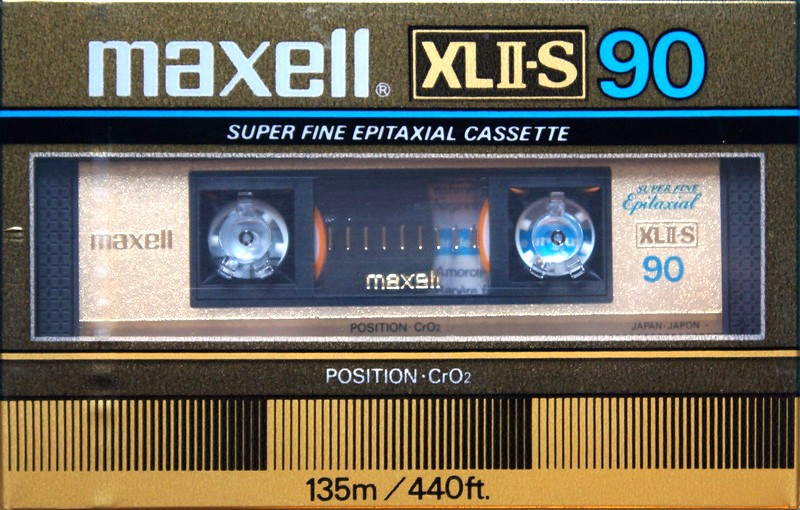 maxell® XLII-S 90
SUPER FINE EPITAXIAL CASSETTE
SUPER FINE
Epitaxial
maxell
XLII-S
90
maxell
POSITION·CrO₂
JAPAN·JAPON
POSITION·CrO₂
135m/440ft.